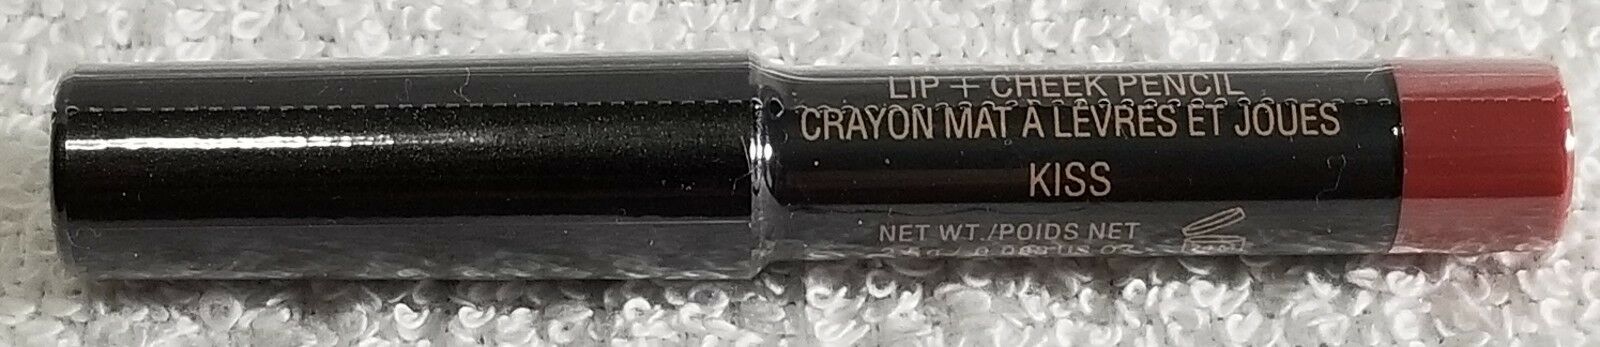 LIP + CHEEK PENCIL
CRAYON MAT À LÈVRES ET JOUES
KISS
NET WT./POIDS NET